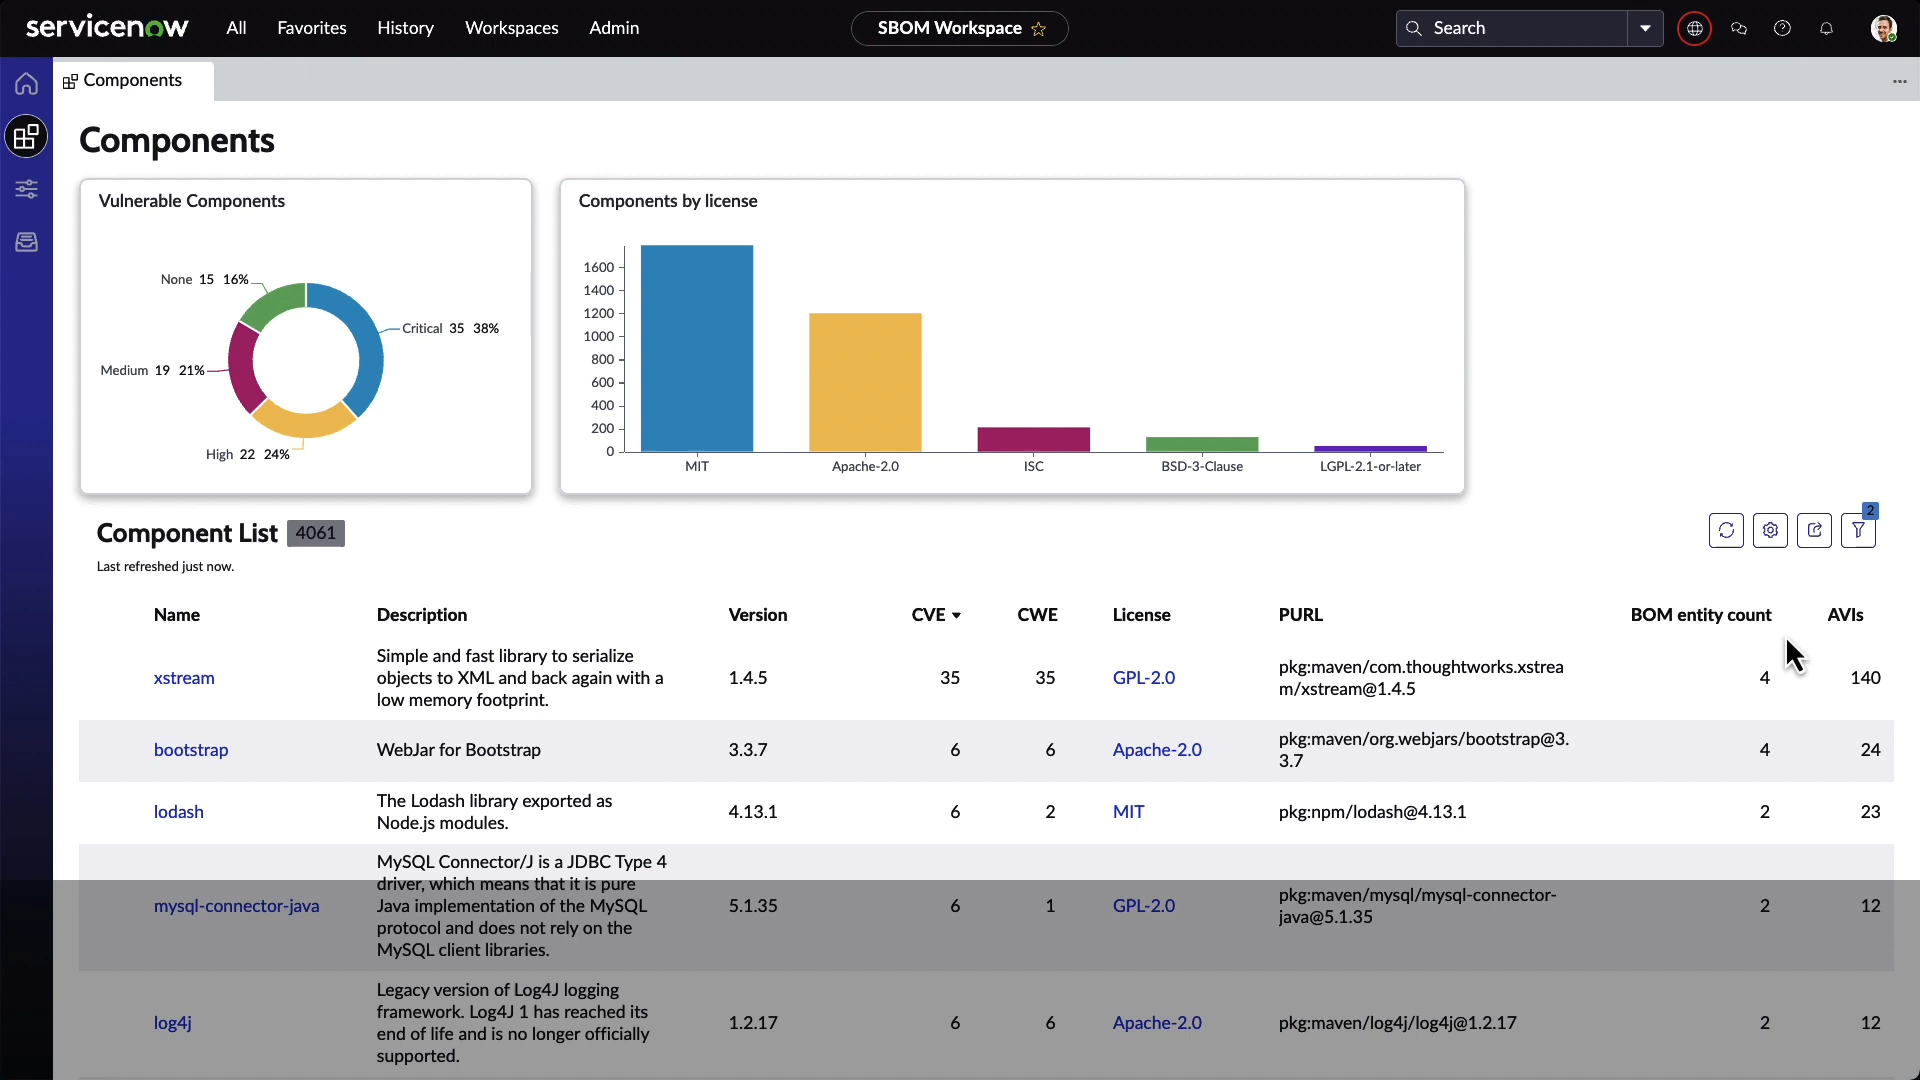 servicenow All Favorites History Workspaces Admin SBOM Workspace Search
Components
Components
Vulnerable Components
None 15 16%
Critical 35 38%
Medium 19 21%
High 22 24%
Components by license
1600
1400
1200
1000
800
600
400
200
0
MIT Apache-2.0 ISC BSD-3-Clause LGPL-2.1-or-later
Component List 4061
2
Last refreshed just now.
Name Description Version CVE CWE License PURL BOM entity count AVIs
Simple and fast library to serialize
objects to XML and back again with a
low memory footprint.
xstream 1.4.5 35 35 GPL-2.0
pkg:maven/com.thoughtworks.xstrea
m/xstream@1.4.5
4 140
bootstrap WebJar for Bootstrap 3.3.7 6 6 Apache-2.0
pkg:maven/org.webjars/bootstrap@3.
3.7
4 24
lodash
The Lodash library exported as
Node.js modules.
4.13.1 6 2 MIT pkg:npm/lodash@4.13.1 2 23
mysql-connector-java
MySQL Connector/J is a JDBC Type 4
driver, which means that it is pure
Java implementation of the MySQL
protocol and does not rely on the
MySQL client libraries.
5.1.35 6 1 GPL-2.0
pkg:maven/mysql/mysql-connector-
java@5.1.35
2 12
log4j
Legacy version of Log4J logging
framework. Log4J 1 has reached its
end of life and is no longer officially
supported.
1.2.17 6 6 Apache-2.0 pkg:maven/log4j/log4j@1.2.17 2 12